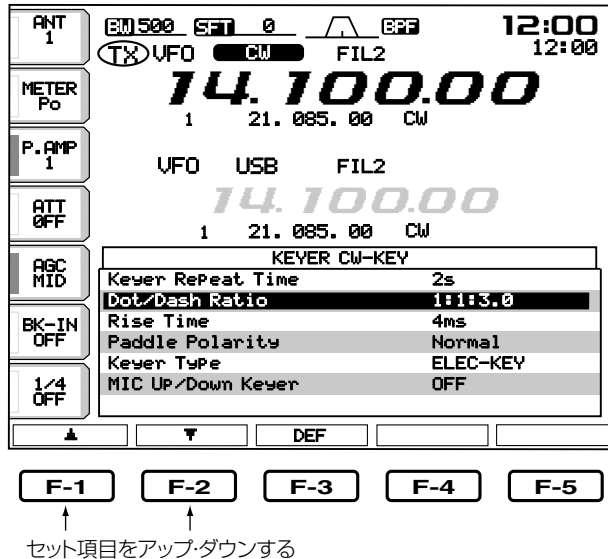 ANT
1
BW 500 SFT 0 BPF
12:00
TX VFO CW FIL2
12:00
METER
Po
14.100.00
1 21.085.00 CW
P.AMP
1
VFO USB FIL2
ATT
OFF
14.100.00
1 21.085.00 CW
AGC
MID
KEYER CW-KEY
Keyer Repeat Time 2s
Dot/Dash Ratio 1:1:3.0
BK-IN
OFF
Rise Time 4ms
Paddle Polarity Normal
Keyer Type ELEC-KEY
1/4
OFF
MIC Up/Down Keyer OFF
▲ ▼ DEF
F-1 F-2 F-3 F-4 F-5
セット項目をアップ・ダウンする